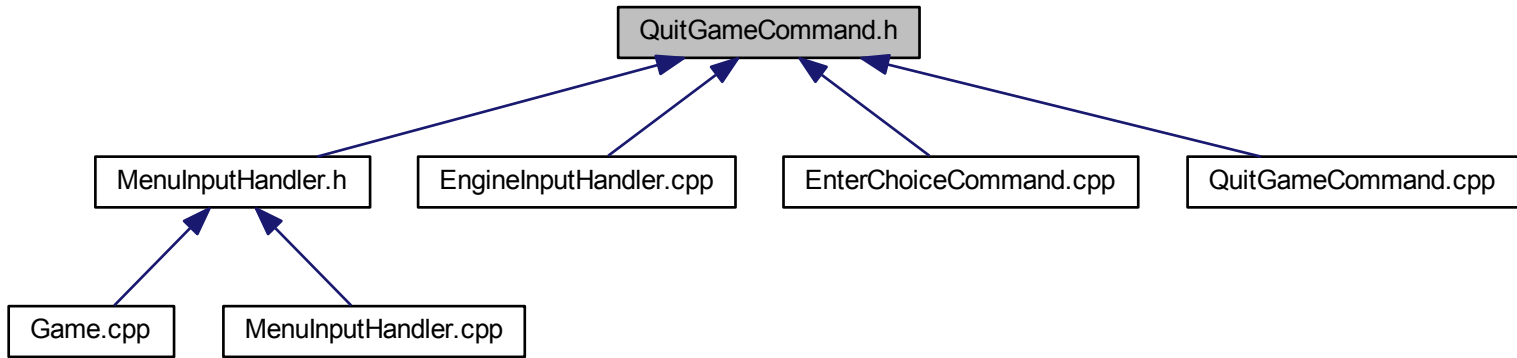 QuitGameCommand.h
MenuInputHandler.h
EngineInputHandler.cpp
EnterChoiceCommand.cpp
QuitGameCommand.cpp
Game.cpp
MenuInputHandler.cpp